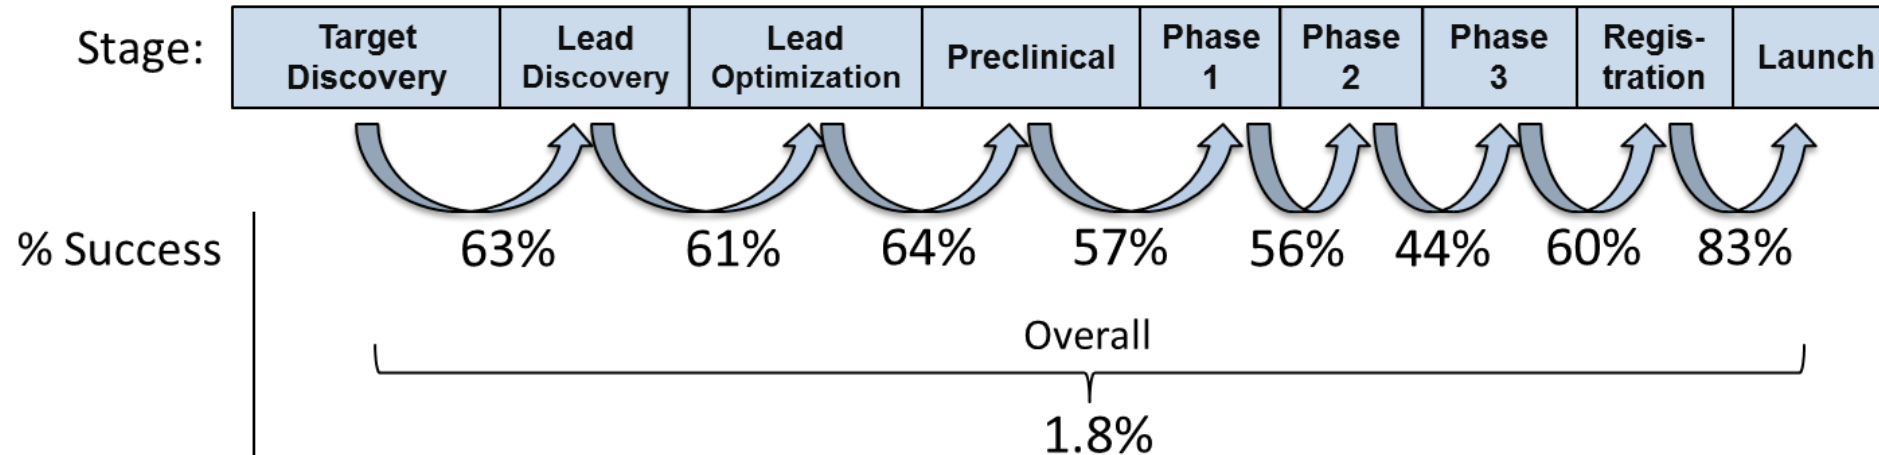 Stage:
Target
Discovery
Lead
Discovery
Lead
Optimization
Preclinical
Phase
1
Phase
2
Phase
3
Regis-
tration
Launch
% Success
63%
61%
64%
57%
56%
44%
60%
83%
Overall
1.8%